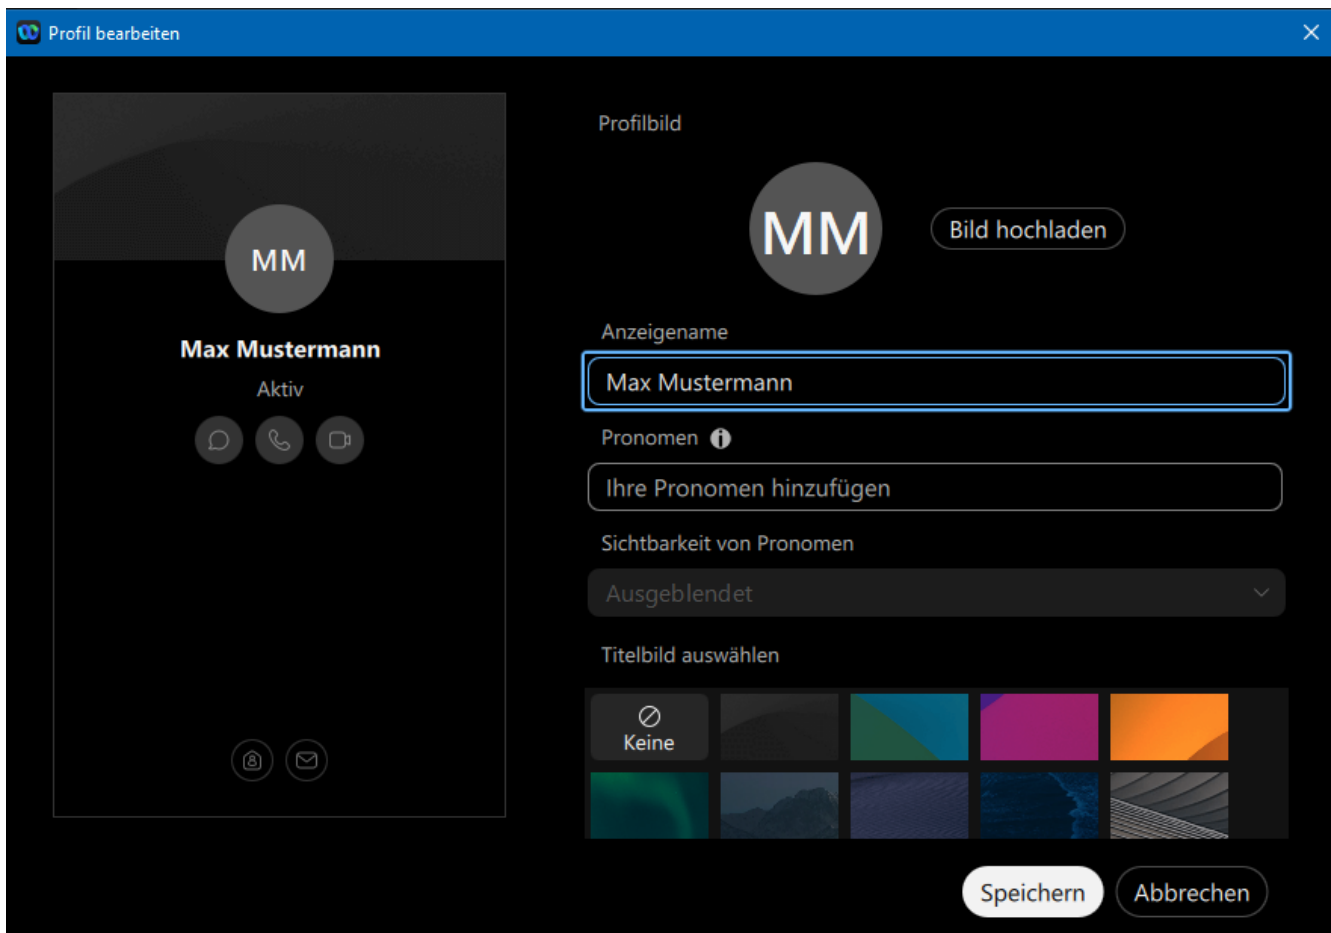 Profil bearbeiten
MM
Max Mustermann
Aktiv
Profilbild
MM
Bild hochladen
Anzeigename
Max Mustermann
Pronomen
Ihre Pronomen hinzufügen
Sichtbarkeit von Pronomen
Ausgeblendet
Titelbild auswählen
Keine
Speichern
Abbrechen